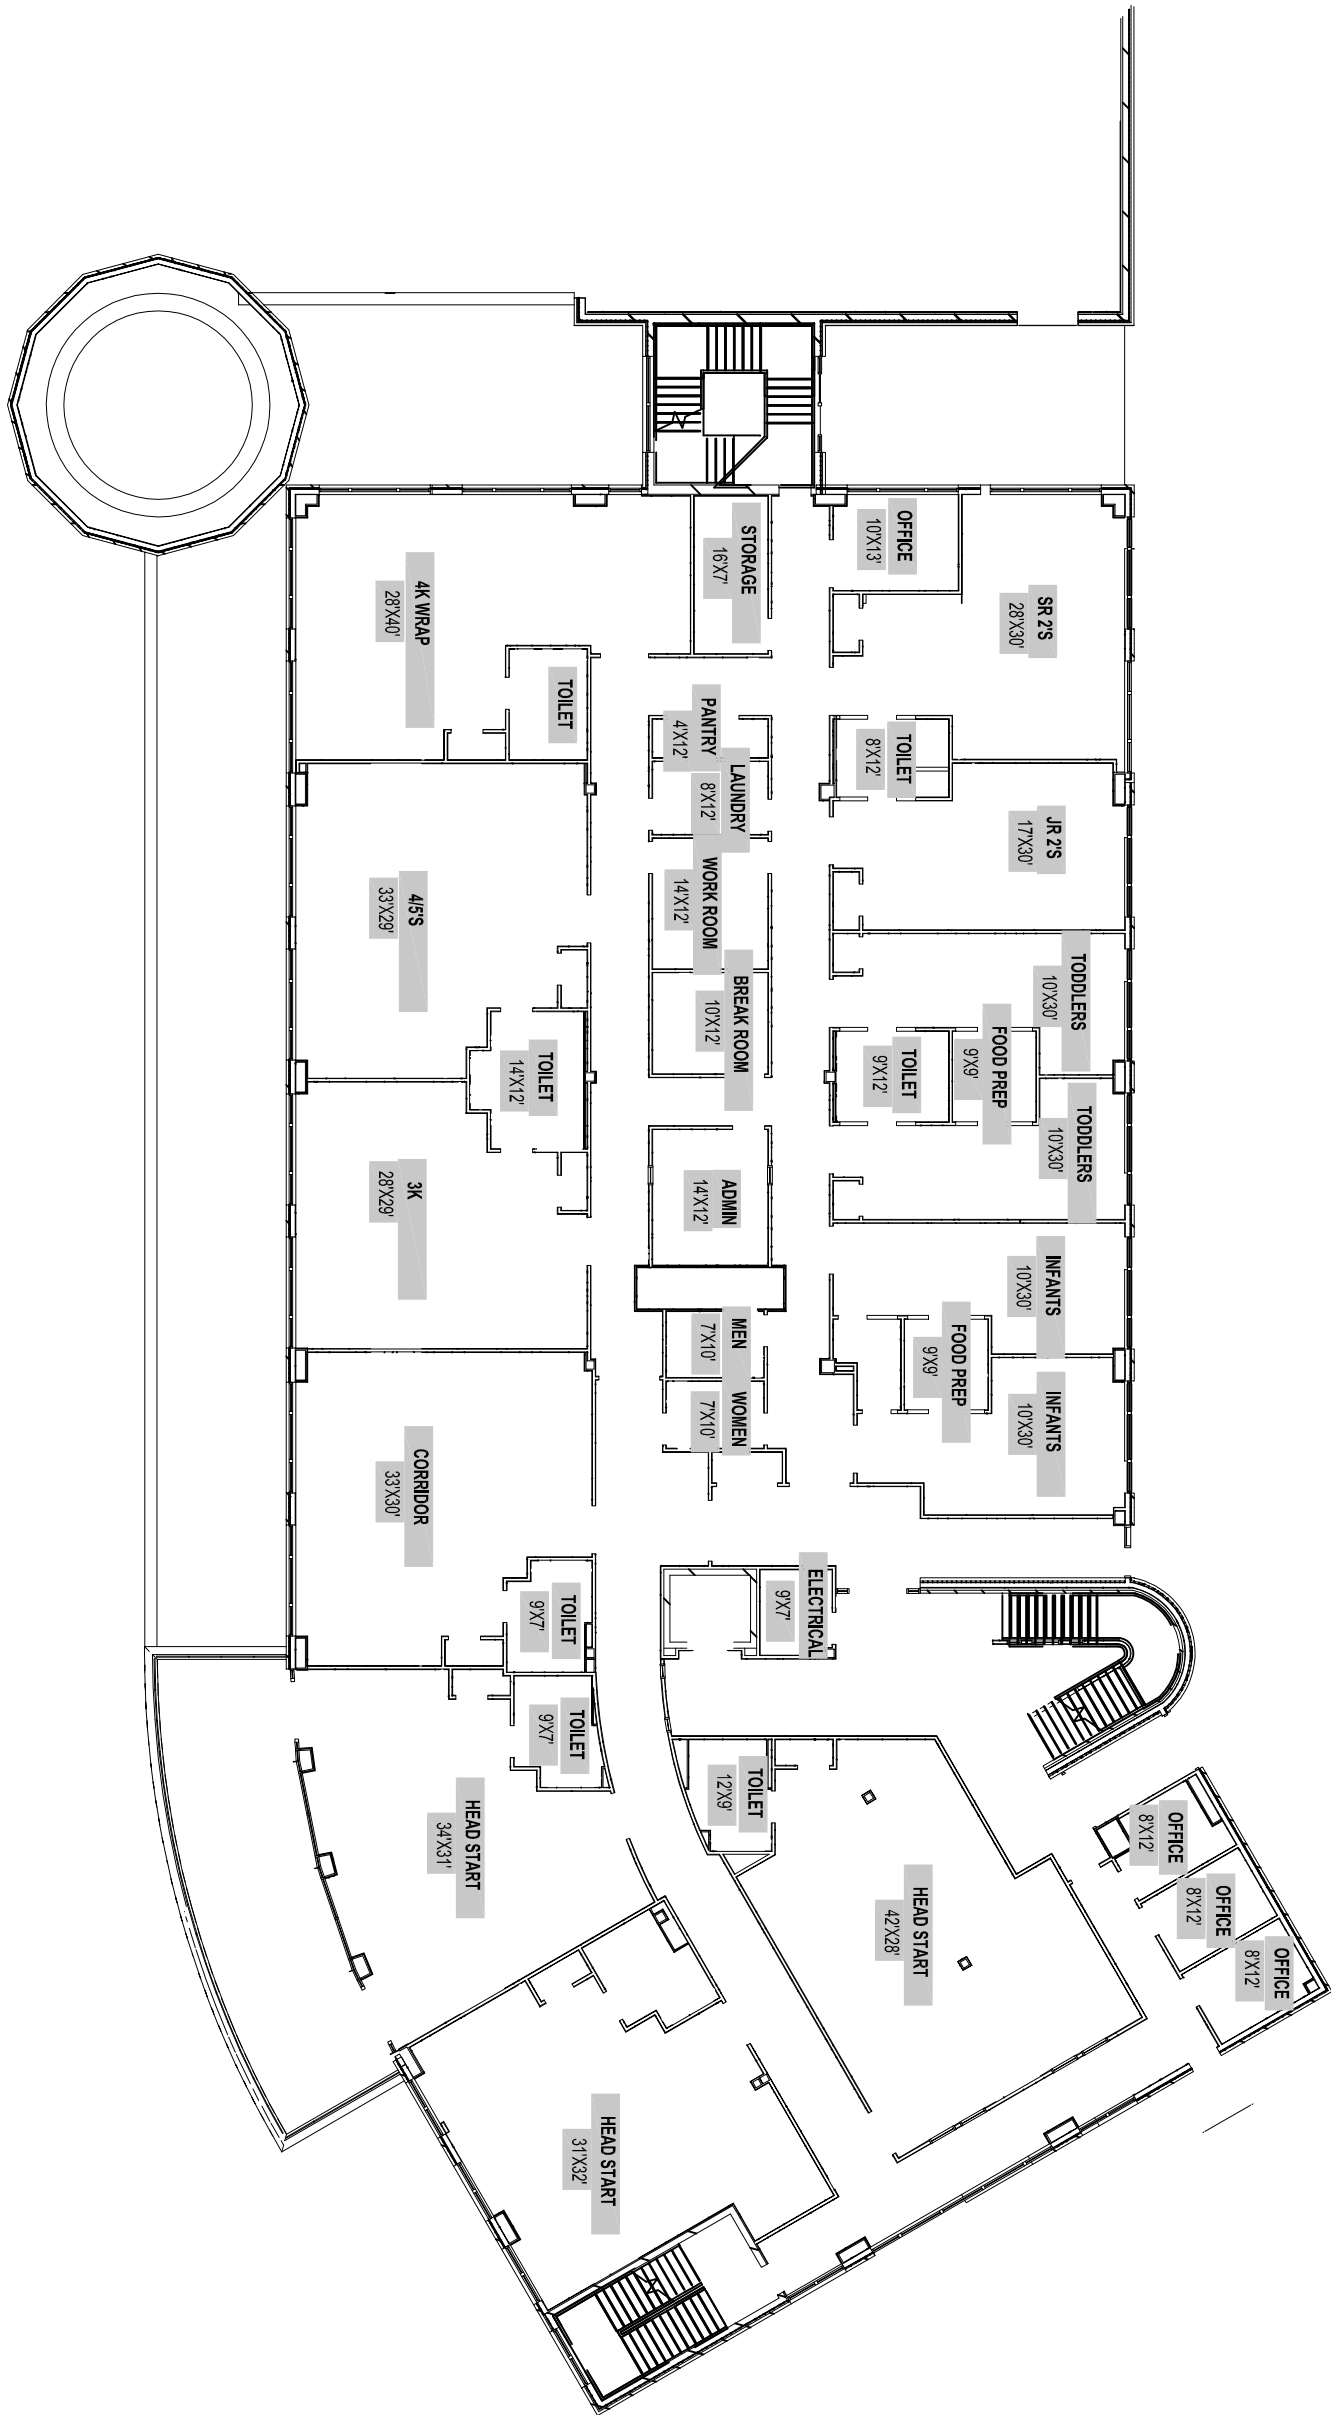 STORAGE
16'X7'
OFFICE
10'X13'
4K WRAP
28'X40'
SR 2'S
28'X30'
TOILET
PANTRY
4'X12'
TOILET
8'X12'
LAUNDRY
8'X12'
JR 2'S
17'X30'
4/5'S
33'X29'
WORK ROOM
14'X12'
TODDLERS
10'X30'
BREAK ROOM
10'X12'
FOOD PREP
9'X9'
TOILET
14'X12'
TOILET
9'X12'
TODDLERS
10'X30'
3K
28'X29'
ADMIN
14'X12'
INFANTS
10'X30'
MEN
7'X10'
FOOD PREP
9'X9'
WOMEN
7'X10'
INFANTS
10'X30'
CORRIDOR
33'X30'
TOILET
9'X7'
ELECTRICAL
9'X7'
TOILET
9'X7'
TOILET
12'X9'
HEAD START
34'X31'
OFFICE
8'X12'
OFFICE
8'X12'
OFFICE
8'X12'
HEAD START
42'X28'
HEAD START
31'X32'